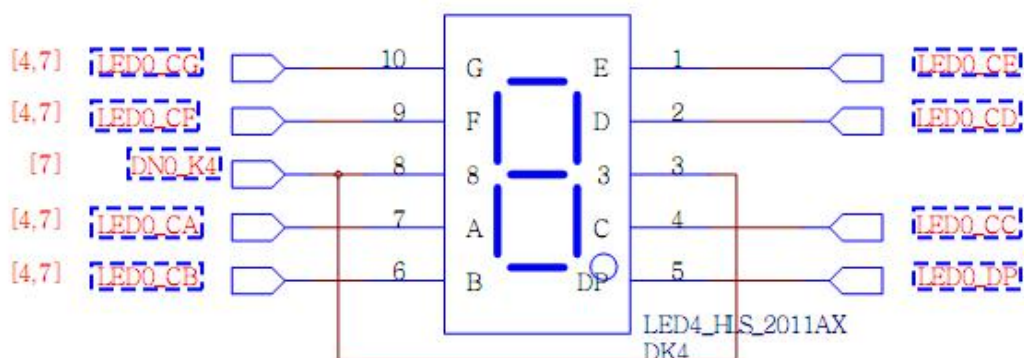 [4,7] LED0_CG 10 G E 1 LED0_CE
[4,7] LED0_CF 9 F D 2 LED0_CD
[7] DN0_K4 8 8 3 3
[4,7] LED0_CA 7 A C 4 LED0_CC
[4,7] LED0_CB 6 B DP 5 LED0_DP
LED4_HLS_2011AX
DK4